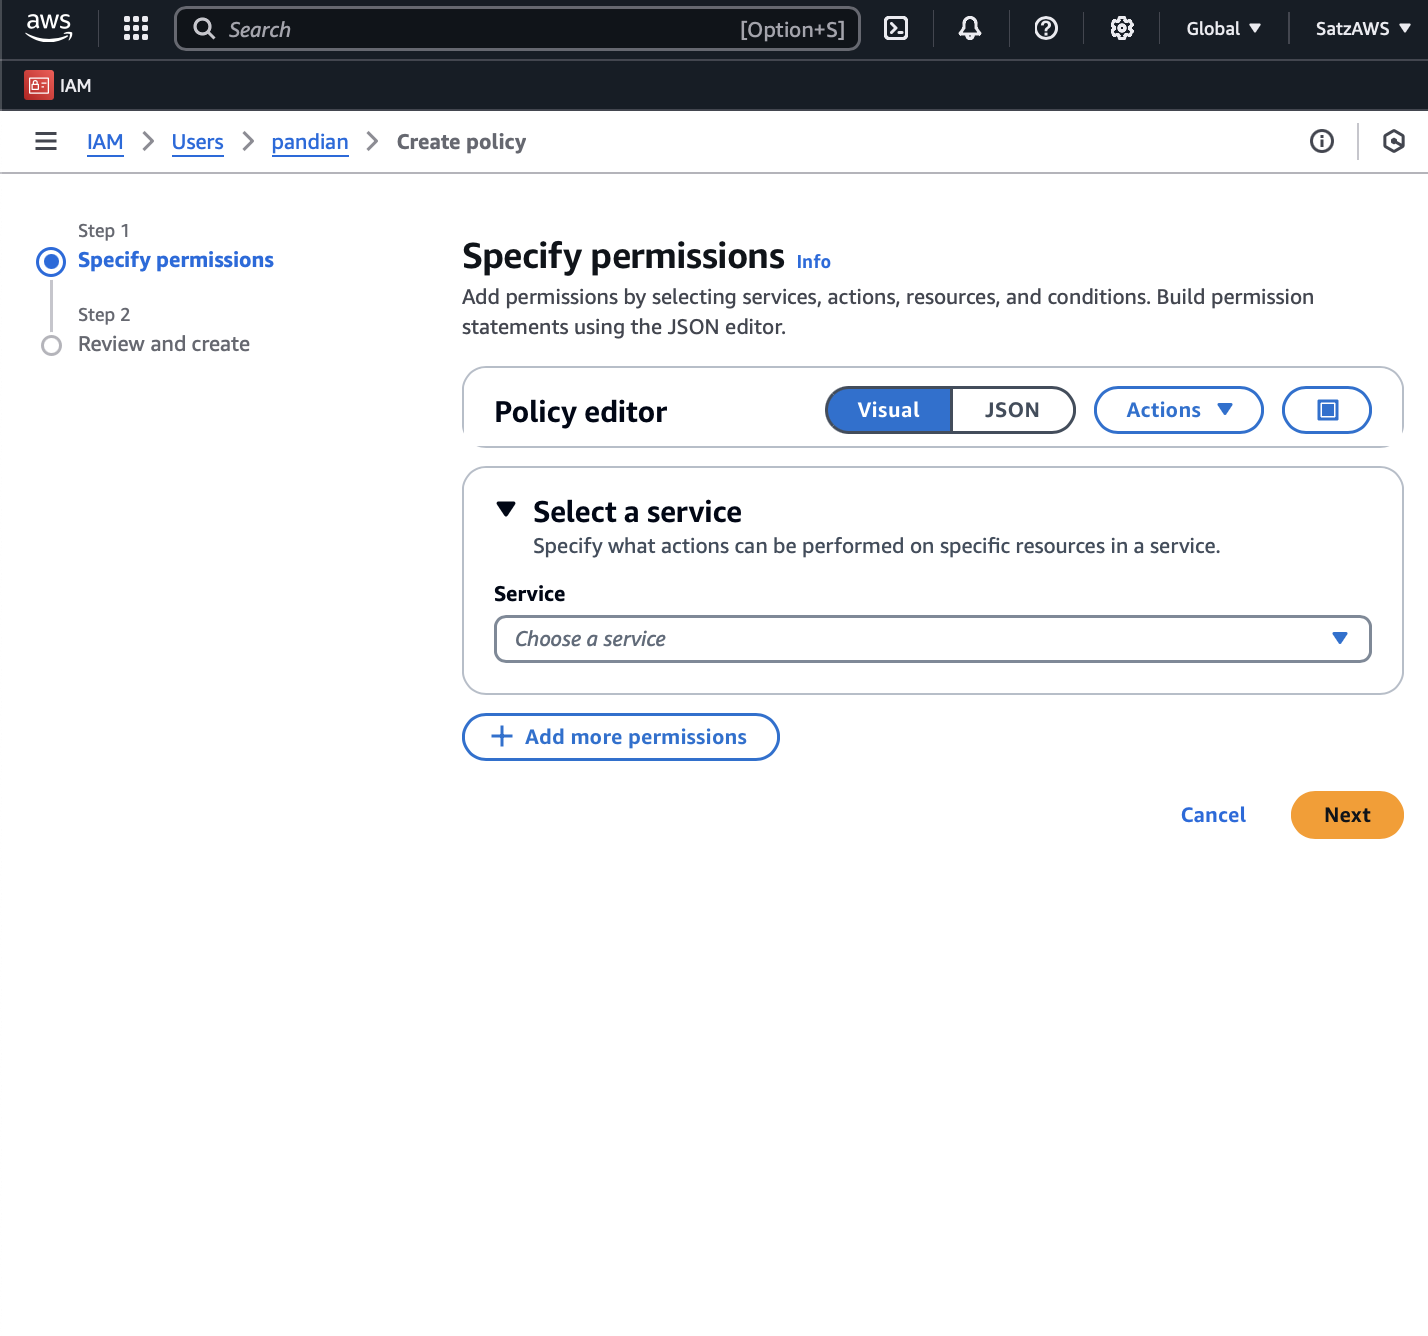 aws
Search [Option+S] Global SatzAWS
IAM
IAM Users pandian Create policy
Step 1
Specify permissions
Step 2
Review and create
Specify permissions Info
Add permissions by selecting services, actions, resources, and conditions. Build permission
statements using the JSON editor.
Policy editor Visual JSON Actions
Select a service
Specify what actions can be performed on specific resources in a service.
Service
Choose a service
Add more permissions
Cancel Next